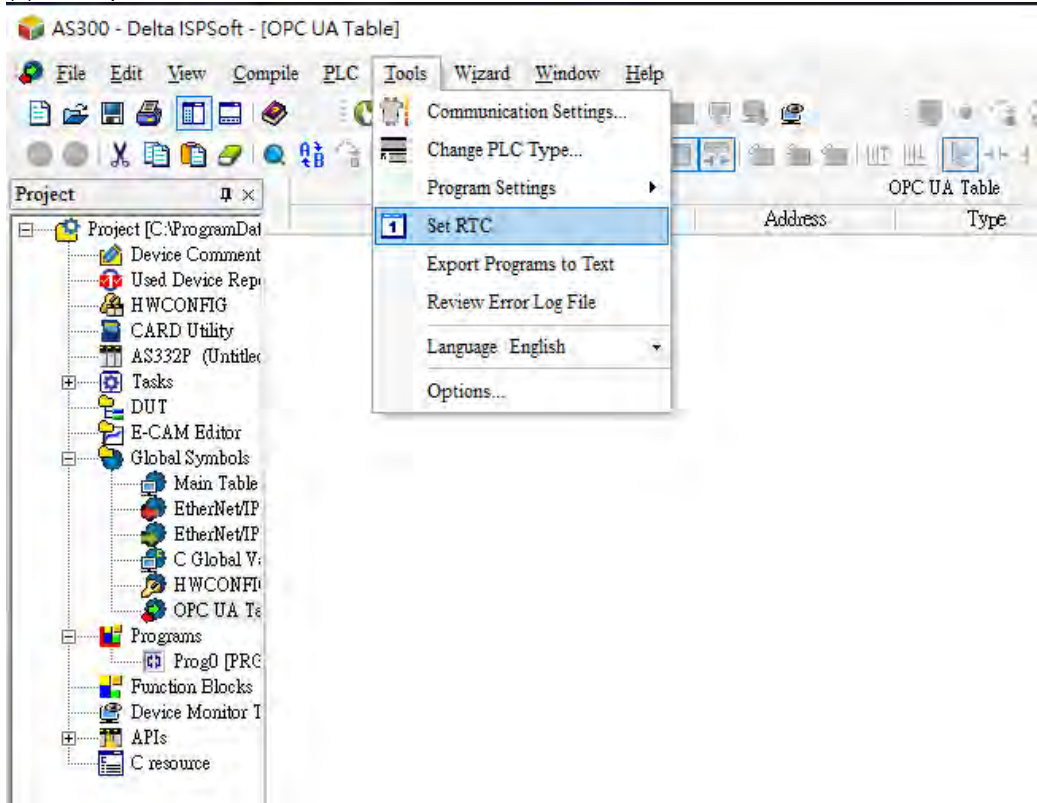 AS300 - Delta ISPSoft - [OPC UA Table]
File Edit View Compile PLC Tools Wizard Window Help
Communication Settings...
Change PLC Type...
Program Settings
Set RTC
Export Programs to Text
Review Error Log File
Language English
Options...
Project
OPC UA Table
Address Type
Project [C:\ProgramDat
Device Comment
Used Device Rep
HWCONFIG
CARD Utility
AS332P (Untitled
Tasks
DUT
E-CAM Editor
Global Symbols
Main Table
EtherNet/IP
EtherNet/IP
C Global Va
HWCONFI
OPC UA Ta
Programs
Prog0 [PRG
Function Blocks
Device Monitor T
APIs
C resource